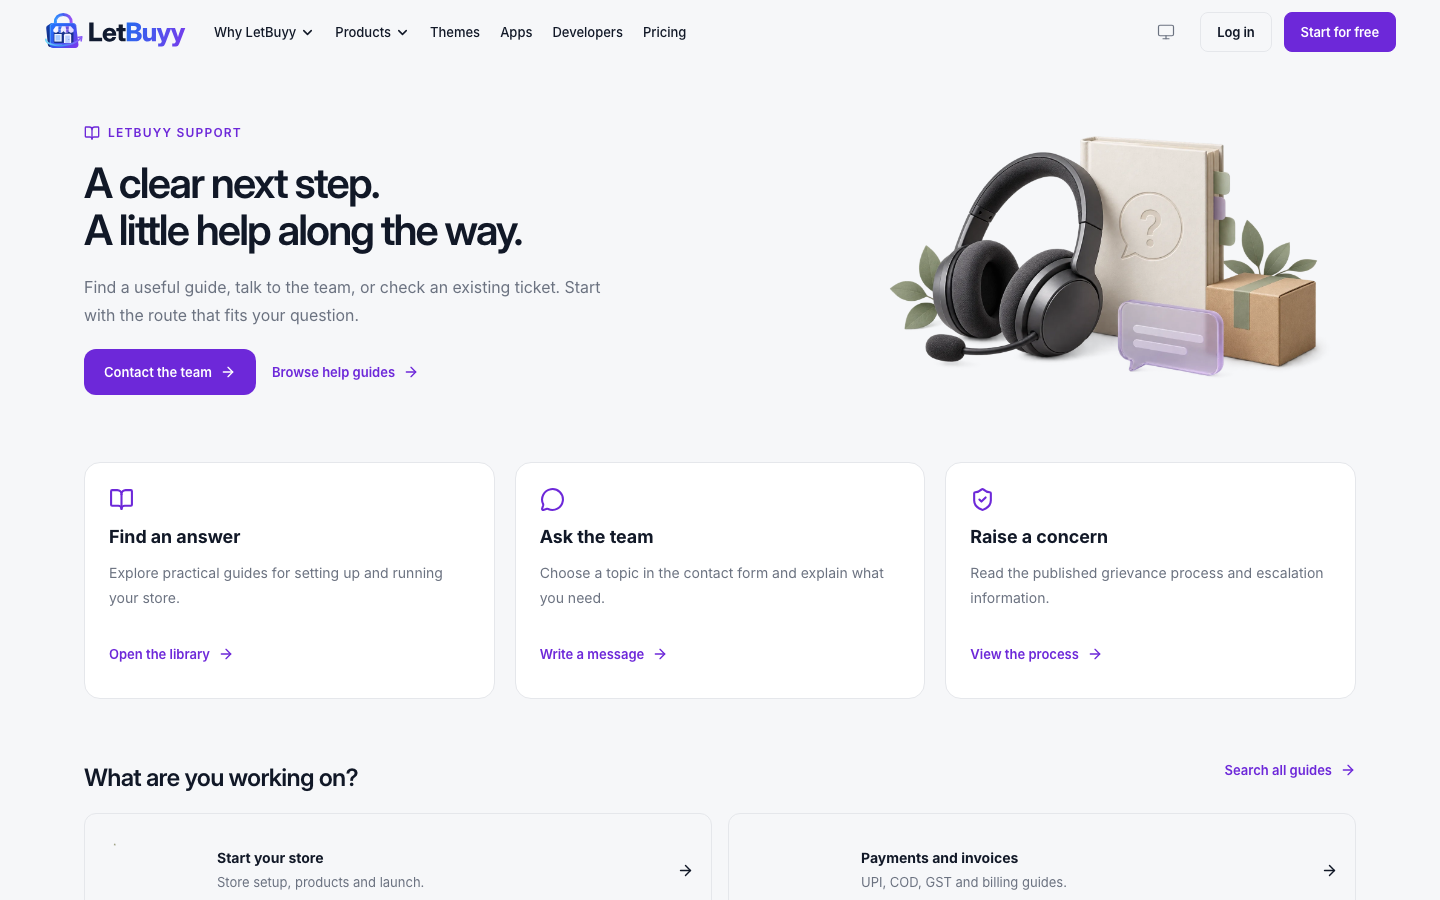 LetBuyy
Why LetBuyy
Products
Themes
Apps
Developers
Pricing
Log in
Start for free
LETBUYY SUPPORT
A clear next step.
A little help along the way.
Find a useful guide, talk to the team, or check an existing ticket. Start
with the route that fits your question.
Contact the team
Browse help guides
?
Find an answer
Explore practical guides for setting up and running
your store.
Open the library
Ask the team
Choose a topic in the contact form and explain what
you need.
Write a message
Raise a concern
Read the published grievance process and escalation
information.
View the process
What are you working on?
Search all guides
Start your store
Store setup, products and launch.
Payments and invoices
UPI, COD, GST and billing guides.